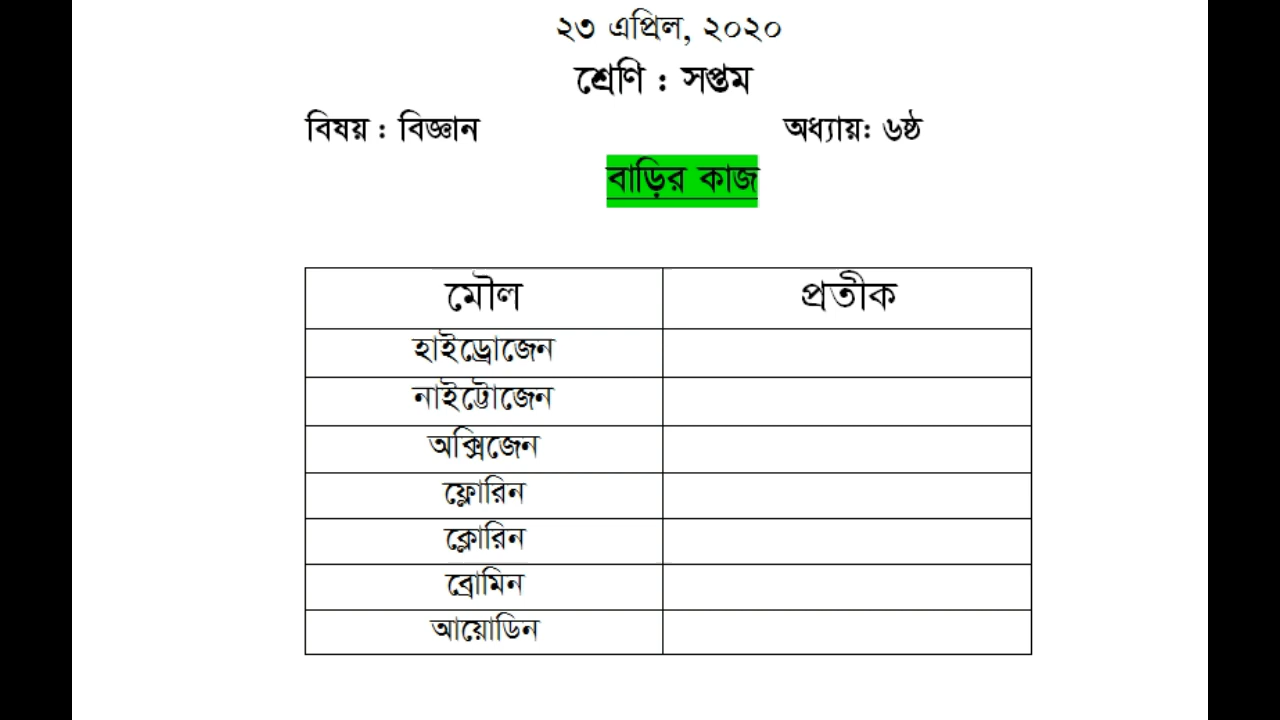 ২৩ এপ্রিল, ২০২০
শ্রেণি : সপ্তম
বিষয় : বিজ্ঞান অধ্যায়: ৬ষ্ঠ
বাড়ির কাজ
মৌল প্রতীক
হাইড্রোজেন
নাইট্টোজেন
অক্সিজেন
ফ্লোরিন
ক্লোরিন
ব্রোমিন
আয়োডিন